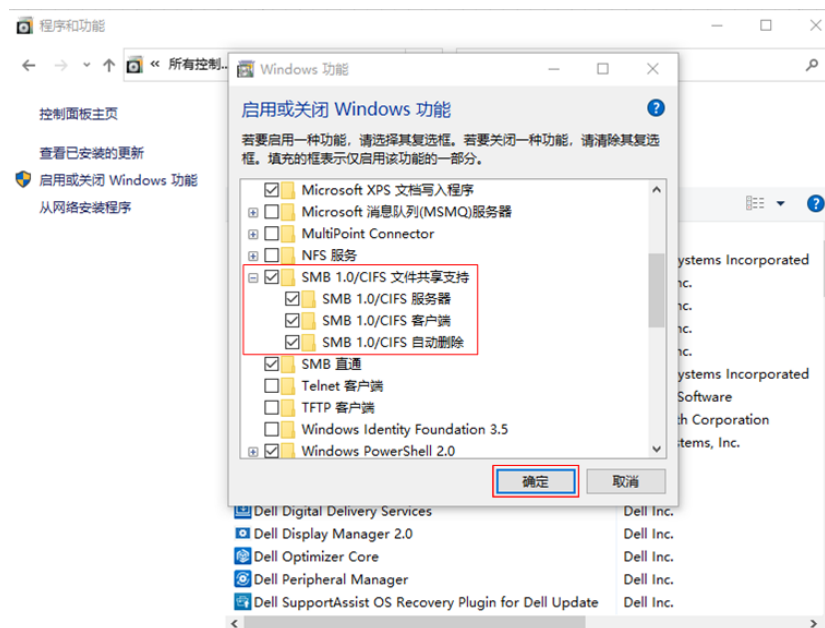 程序和功能
« 所有控制...
控制面板主页
查看已安装的更新
启用或关闭 Windows 功能
从网络安装程序
Windows 功能
启用或关闭 Windows 功能
若要启用一种功能，请选择其复选框。若要关闭一种功能，请清除其复选
框。填充的框表示仅启用该功能的一部分。
Microsoft XPS 文档写入程序
Microsoft 消息队列(MSMQ)服务器
MultiPoint Connector
NFS 服务
SMB 1.0/CIFS 文件共享支持
SMB 1.0/CIFS 服务器
SMB 1.0/CIFS 客户端
SMB 1.0/CIFS 自动删除
SMB 直通
Telnet 客户端
TFTP 客户端
Windows Identity Foundation 3.5
Windows PowerShell 2.0
确定
取消
ystems Incorporated
nc.
nc.
nc.
nc.
ystems Incorporated
Software
th Corporation
stems, Inc.
Dell Digital Delivery Services Dell Inc.
Dell Display Manager 2.0 Dell Inc.
Dell Optimizer Core Dell Inc.
Dell Peripheral Manager Dell Inc.
Dell SupportAssist OS Recovery Plugin for Dell Update Dell Inc.